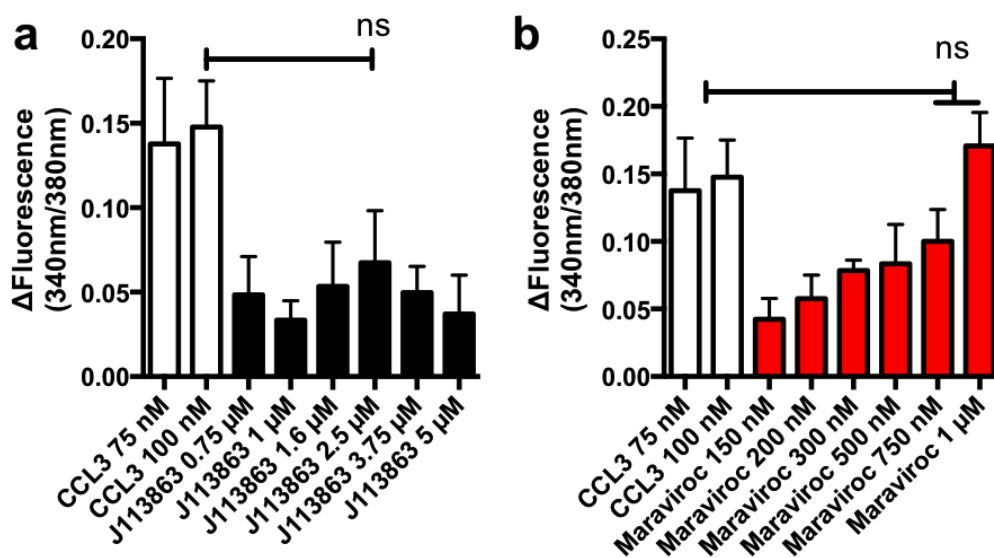 a
ns
0.20
0.15
0.10
0.05
0.00
ΔFluorescence
(340nm/380nm)
CCL3 75 nM
CCL3 100 nM
J113863 0.75 µM
J113863 1 µM
J113863 1.6 µM
J113863 2.5 µM
J113863 3.75 µM
J113863 5 µM
b
ns
0.25
0.20
0.15
0.10
0.05
0.00
ΔFluorescence
(340nm/380nm)
CCL3 75 nM
CCL3 100 nM
Maraviroc 150 nM
Maraviroc 200 nM
Maraviroc 300 nM
Maraviroc 500 nM
Maraviroc 750 nM
Maraviroc 1 µM